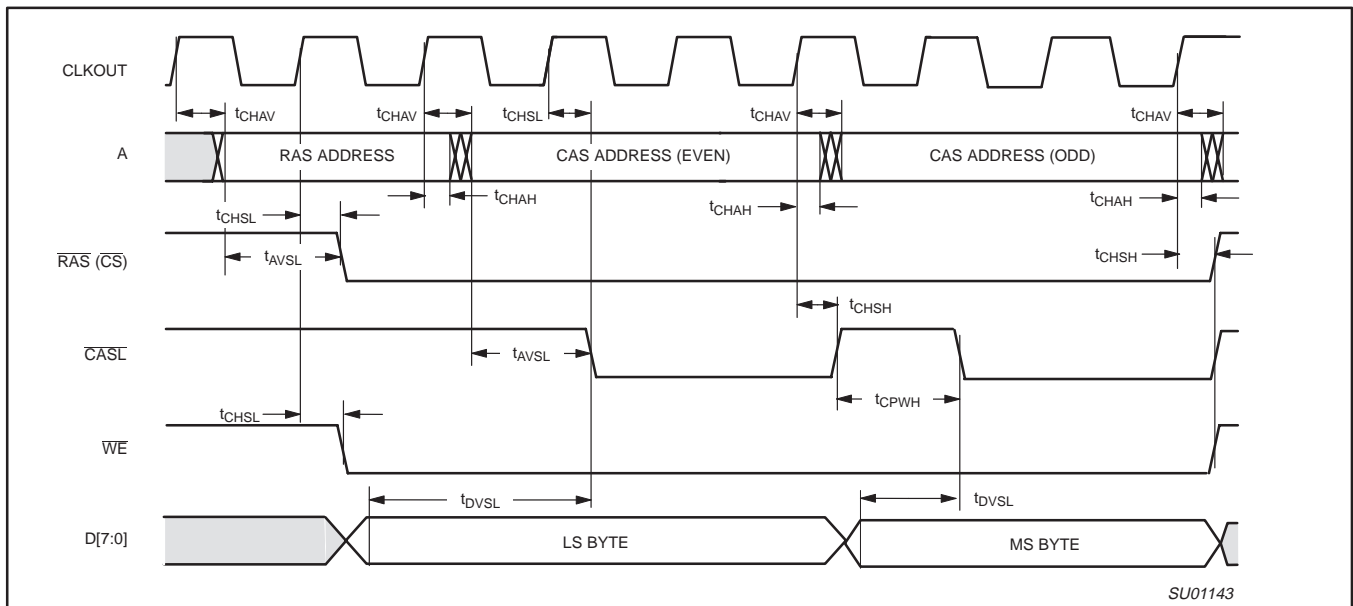 CLKOUT
tCHAV
tCHAV
tCHSL
tCHAV
tCHAV
A
RAS ADDRESS
CAS ADDRESS (EVEN)
CAS ADDRESS (ODD)
tCHAH
tCHAH
tCHAH
tCHSL
RAS (CS)
tAVSL
tCHSH
tCHSH
CASL
tAVSL
tCPWH
tCHSL
WE
tDVSL
tDVSL
D[7:0]
LS BYTE
MS BYTE
SU01143